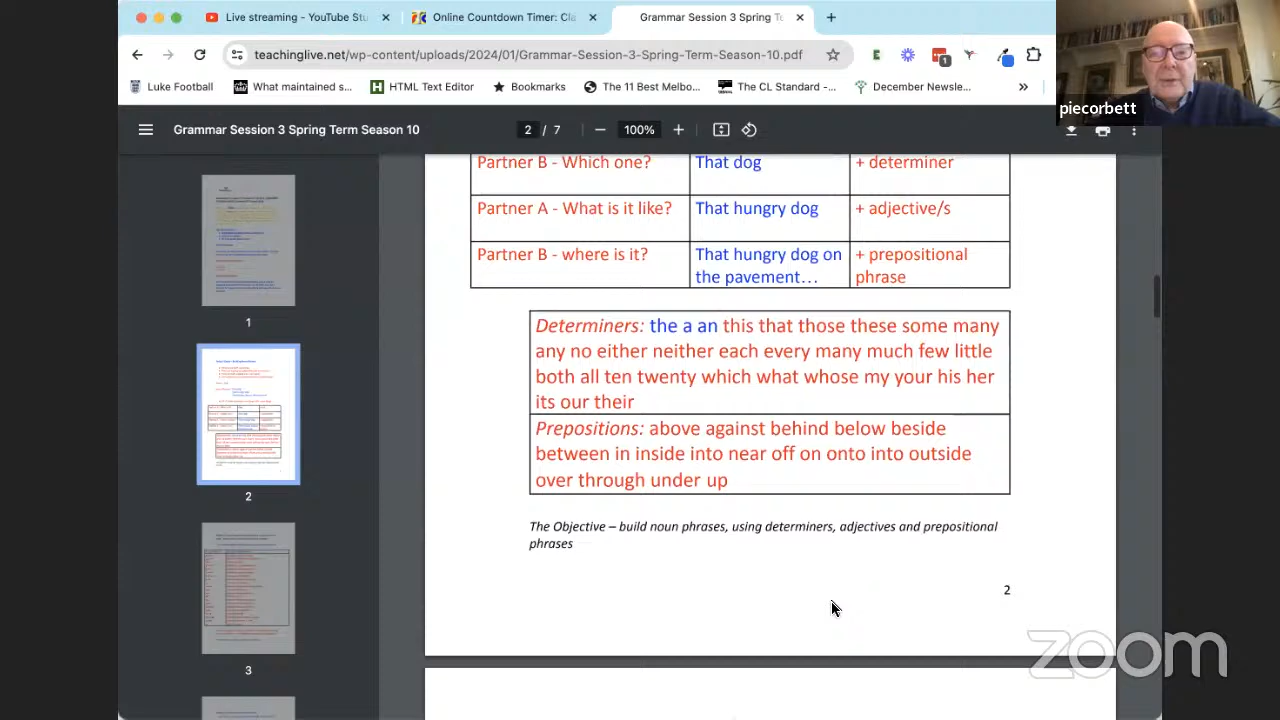 Live streaming - YouTube Stu
Online Countdown Timer: Cla
Grammar Session 3 Spring Te
teachinglive.net/wp-content/uploads/2024/01/Grammar-Session-3-Spring-Term-Season-10.pdf
Luke Football
What maintained s...
HTML Text Editor
Bookmarks
The 11 Best Melbo...
The CL Standard -...
December Newsle...
piecorbett
Grammar Session 3 Spring Term Season 10
2 / 7
100%
Partner B - Which one? That dog + determiner
Partner A - What is it like? That hungry dog + adjective/s
Partner B - where is it? That hungry dog on + prepositional
the pavement... phrase
Determiners: the a an this that those these some many
any no either neither each every many much few little
both all ten twenty which what whose my your his her
its our their
Prepositions: above against behind below beside
between in inside into near off on onto into outside
over through under up
The Objective – build noun phrases, using determiners, adjectives and prepositional
phrases
2
1
2
3
zoom